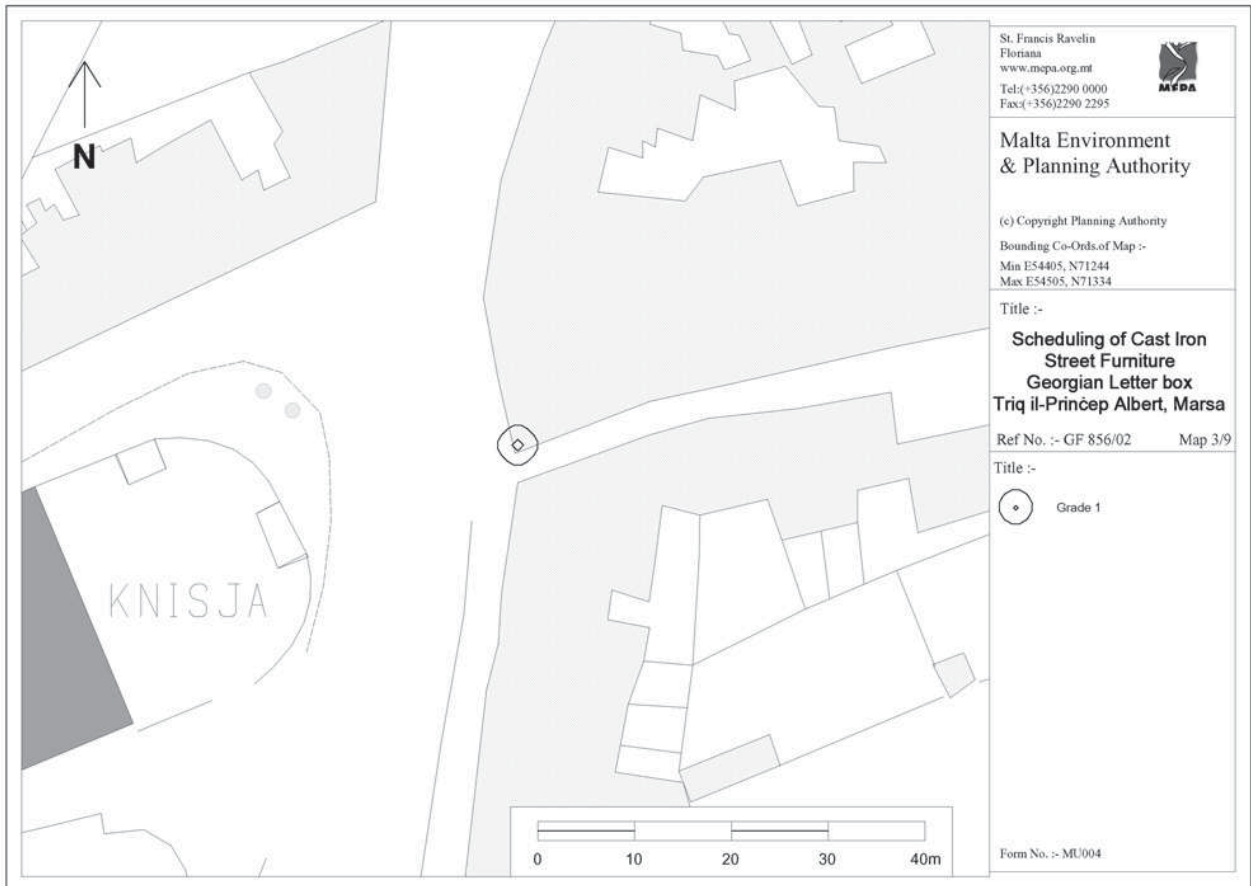 N
KNISJA
0 10 20 30 40m
St. Francis Ravelin
Floriana
www.mepa.org.mt
Tel:(+356)2290 0000
Fax:(+356)2290 2295
MEPA
Malta Environment
& Planning Authority
(c) Copyright Planning Authority
Bounding Co-Ords.of Map :-
Min E54405, N71244
Max E54505, N71334
Title :-
Scheduling of Cast Iron
Street Furniture
Georgian Letter box
Triq il-Prinċep Albert, Marsa
Ref No. :- GF 856/02 Map 3/9
Title :-
Grade 1
Form No. :- MU004